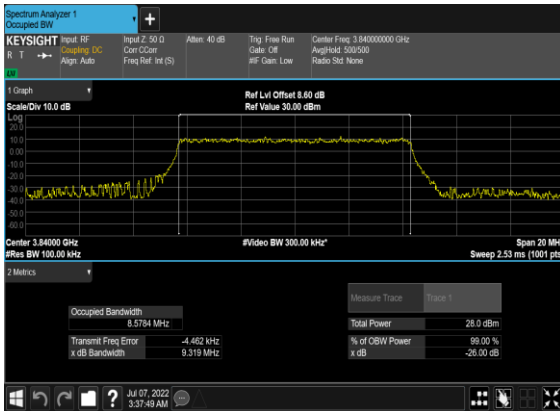 Spectrum Analyzer 1
Occupied BW
KEYSIGHT
R T
LM
Input: RF
Coupling: DC
Align: Auto
Input Z: 50 Ω
Corr CCorr
Freq Ref: Int (S)
Atten: 40 dB
Trig: Free Run
Gate: Off
#IF Gain: Low
Center Freq: 3.840000000 GHz
Avg|Hold: 500/500
Radio Std: None
1 Graph
Scale/Div 10.0 dB
Ref Lvl Offset 8.60 dB
Ref Value 30.00 dBm
Log
20.0
10.0
0.00
-10.0
-20.0
-30.0
-40.0
-50.0
-60.0
Center 3.84000 GHz
#Res BW 100.00 kHz
#Video BW 300.00 kHz*
Span 20 MH
Sweep 2.53 ms (1001 pts
2 Metrics
Measure Trace
Trace 1
Occupied Bandwidth
8.5784 MHz
Total Power
28.0 dBm
Transmit Freq Error
-4.462 kHz
% of OBW Power
99.00 %
x dB Bandwidth
9.319 MHz
x dB
-26.00 dB
Jul 07, 2022
3:37:49 AM